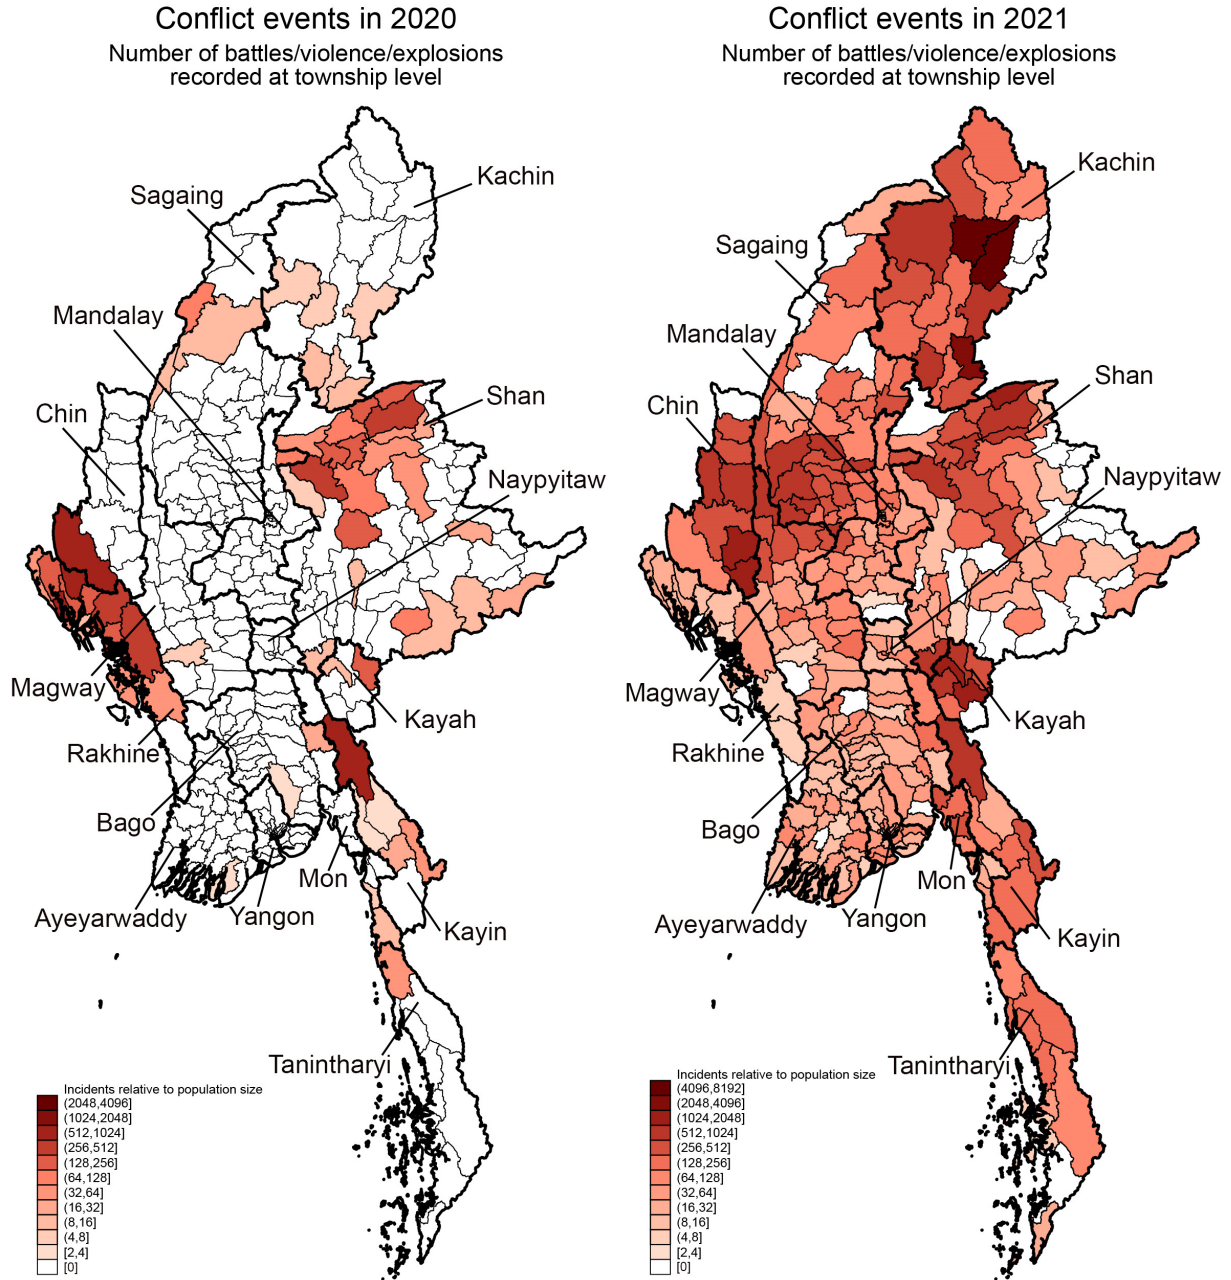 Conflict events in 2020
Number of battles/violence/explosions
recorded at township level
Kachin
Sagaing
Mandalay
Shan
Chin
Naypyitaw
Magway
Kayah
Rakhine
Bago
Mon
Ayeyarwaddy
Yangon
Kayin
Tanintharyi
Incidents relative to population size
(2048,4096]
(1024,2048]
(512,1024]
(256,512]
(128,256]
(64,128]
(32,64]
(16,32]
(8,16]
(4,8]
[2,4]
[0]
Conflict events in 2021
Number of battles/violence/explosions
recorded at township level
Kachin
Sagaing
Mandalay
Shan
Chin
Naypyitaw
Magway
Kayah
Rakhine
Bago
Mon
Ayeyarwaddy
Yangon
Kayin
Tanintharyi
Incidents relative to population size
(4096,8192]
(2048,4096]
(1024,2048]
(512,1024]
(256,512]
(128,256]
(64,128]
(32,64]
(16,32]
(8,16]
(4,8]
[2,4]
[0]